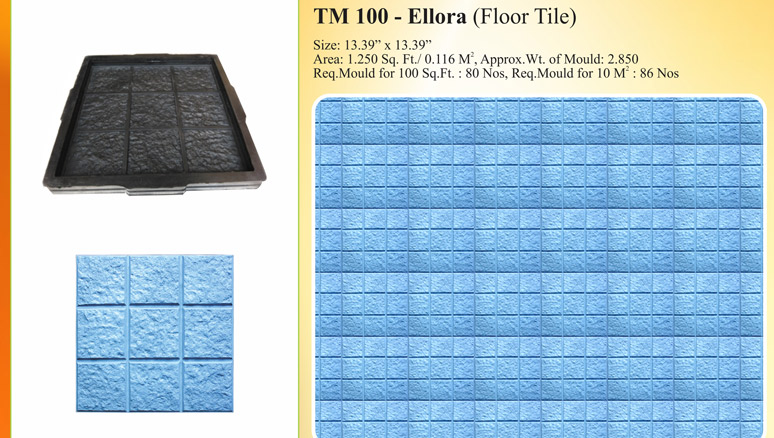 TM 100 - Ellora (Floor Tile)
Size: 13.39” x 13.39”
Area: 1.250 Sq. Ft./ 0.116 M², Approx.Wt. of Mould: 2.850
Req.Mould for 100 Sq.Ft. : 80 Nos, Req.Mould for 10 M² : 86 Nos